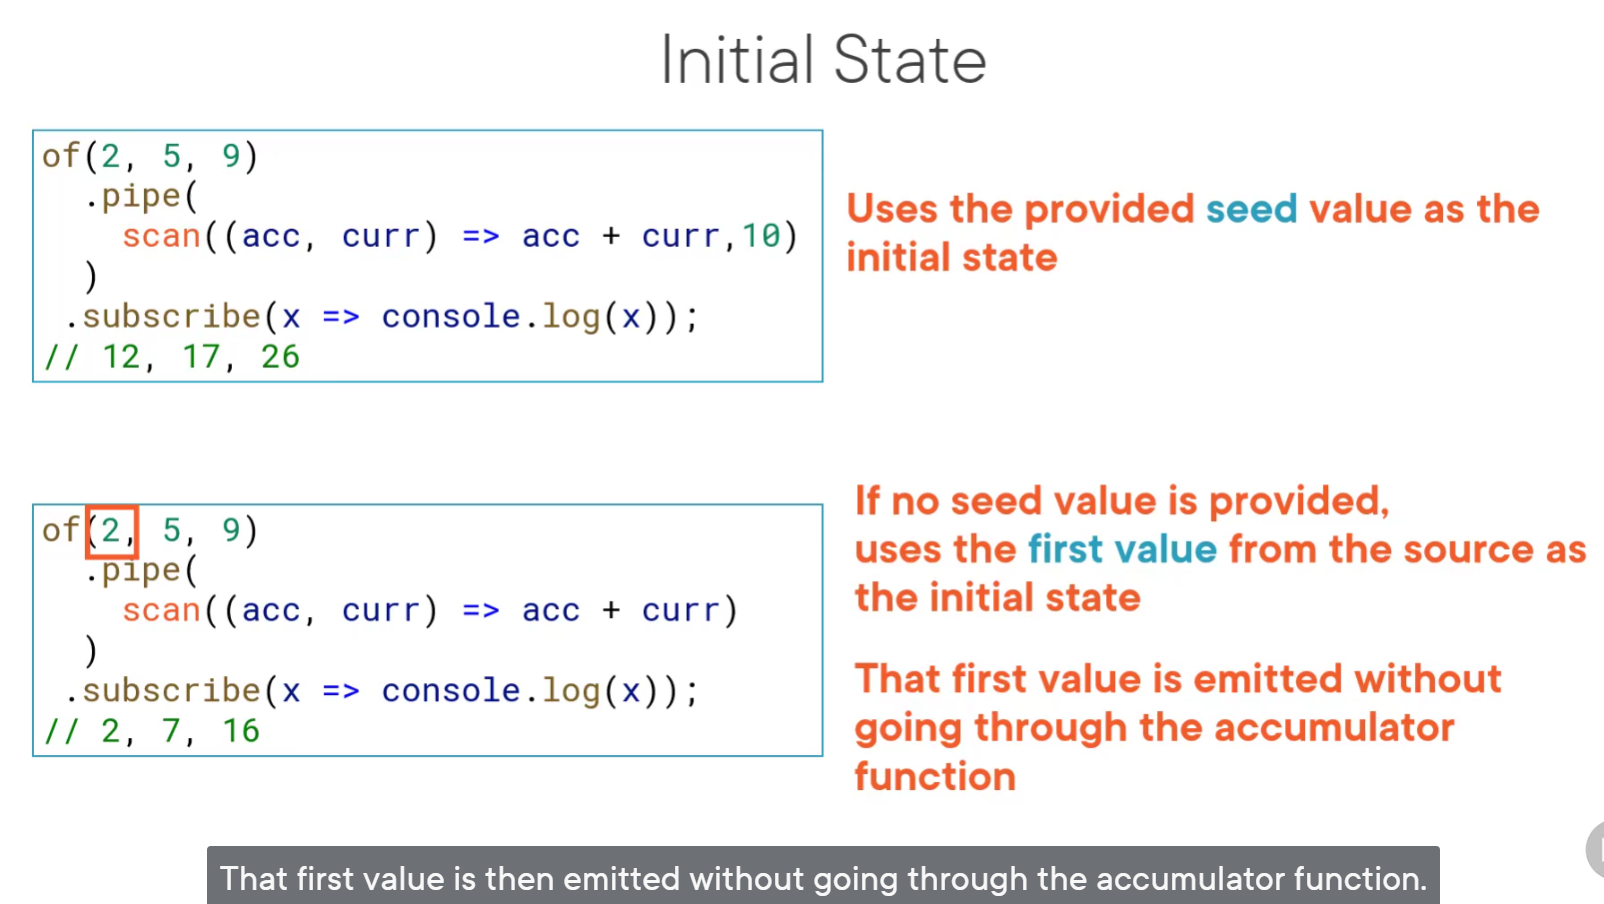 Initial State
of(2, 5, 9)
.pipe(
scan((acc, curr) => acc + curr,10)
)
.subscribe(x => console.log(x));
// 12, 17, 26
Uses the provided seed value as the
initial state
of(2, 5, 9)
.pipe(
scan((acc, curr) => acc + curr)
)
.subscribe(x => console.log(x));
// 2, 7, 16
If no seed value is provided,
uses the first value from the source as
the initial state
That first value is emitted without
going through the accumulator
function
That first value is then emitted without going through the accumulator function.